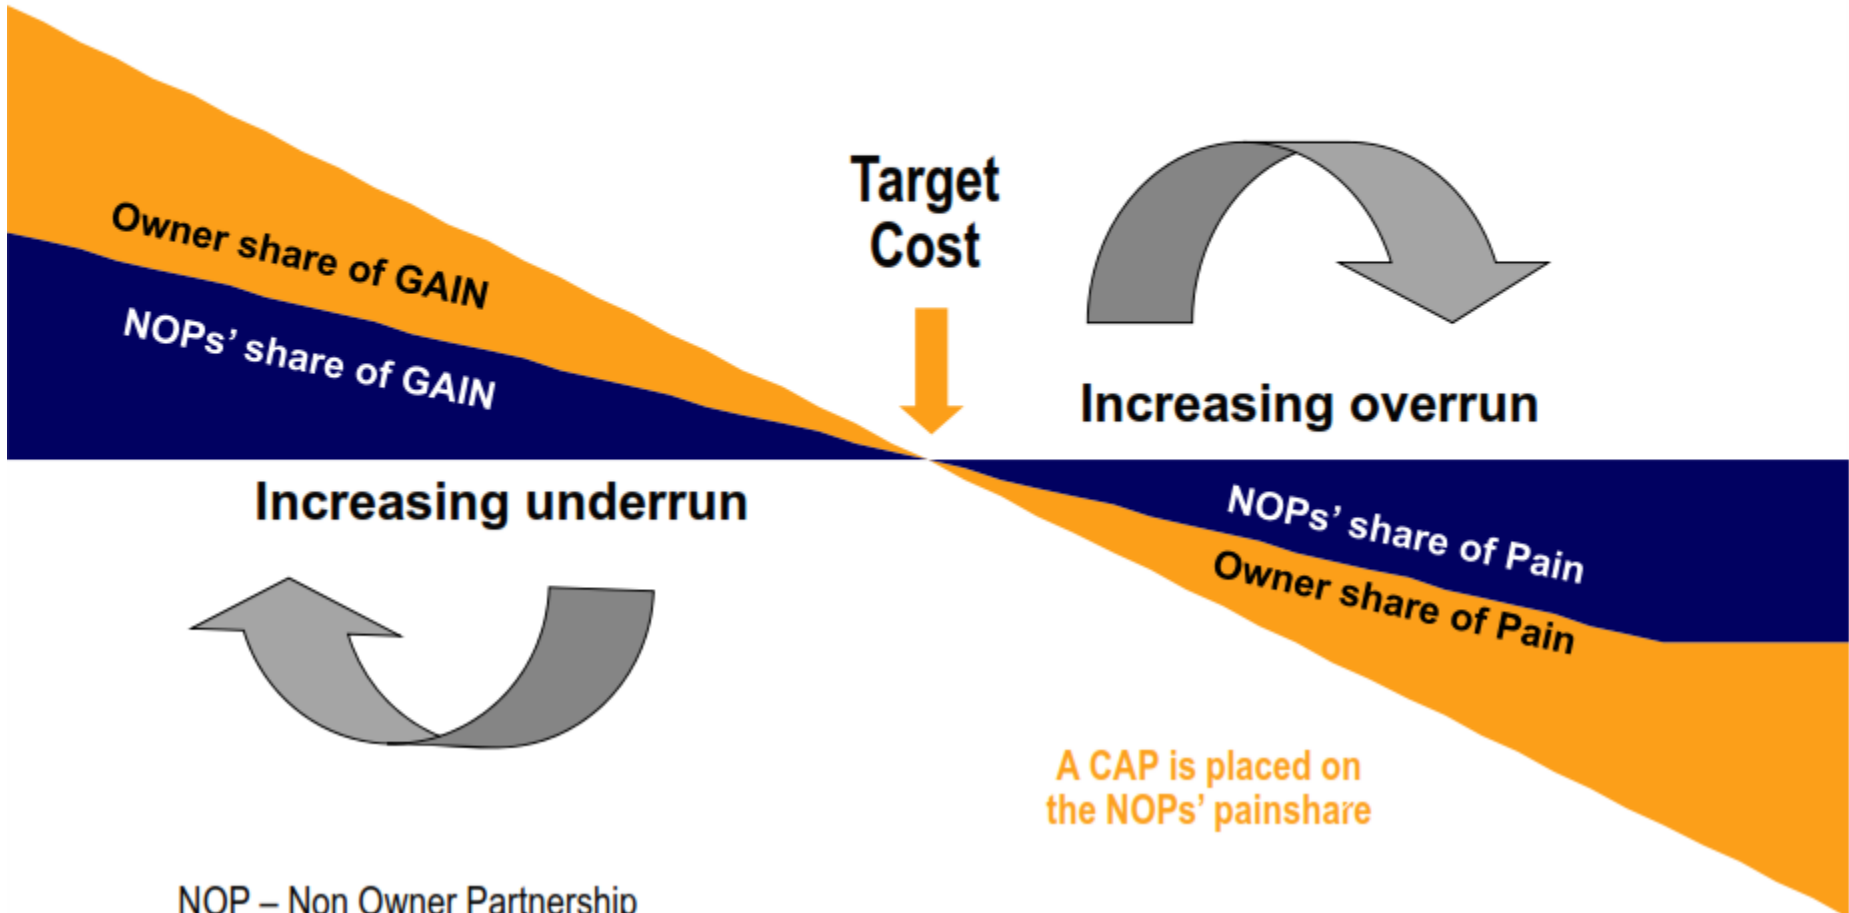 Target
Cost
Owner share of GAIN
NOPs’ share of GAIN
Increasing overrun
Increasing underrun
NOPs’ share of Pain
Owner share of Pain
A CAP is placed on
the NOPs’ painshare
NOP – Non Owner Partnership